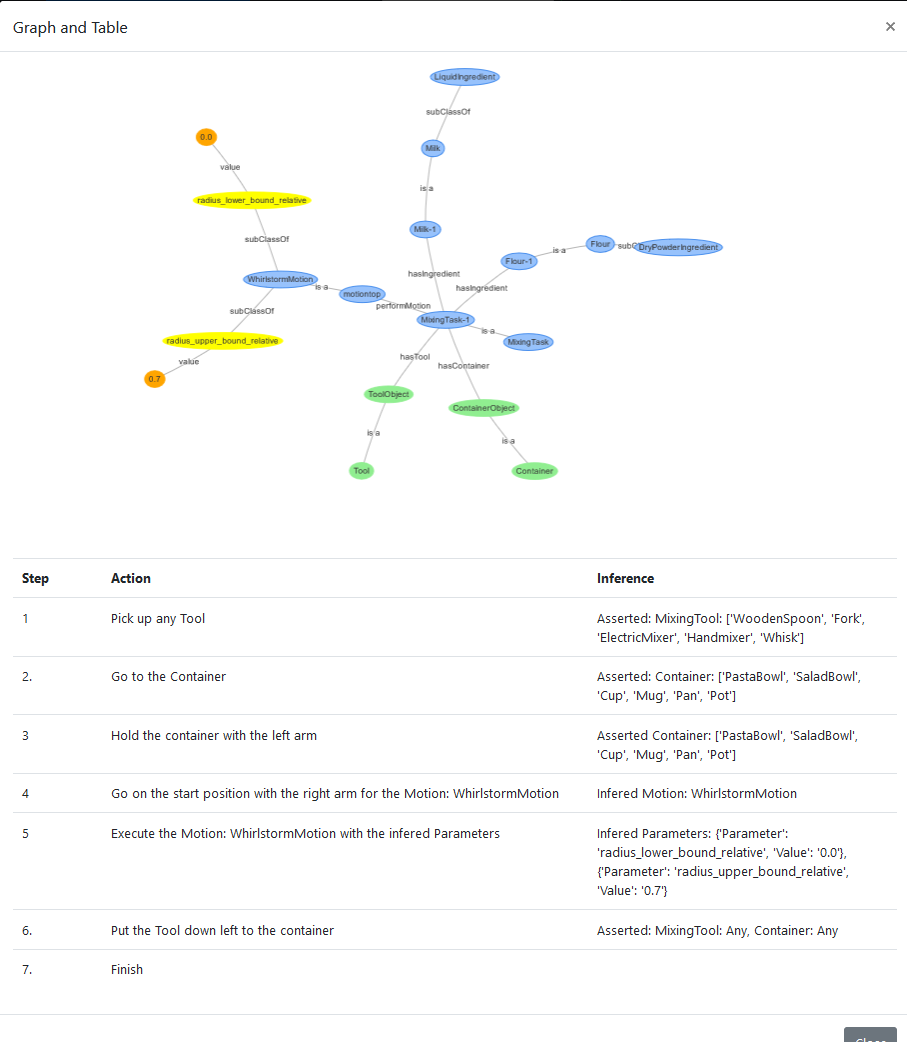 Graph and Table
×
LiquidIngredient
subClassOf
0.0
Milk
value
is a
radius_lower_bound_relative
Milk-1
subClassOf
Flour
DryPowderIngredient
is a
Flour-1
hasIngredient
WhirlstormMotion
is a
hasIngredient
motiontop
performMotion
subClassOf
MixingTask-1
is a
radius_upper_bound_relative
MixingTask
value
hasTool
hasContainer
0.7
ToolObject
ContainerObject
is a
is a
Tool
Container
Step Action Inference
1 Pick up any Tool Asserted: MixingTool: ['WoodenSpoon', 'Fork',
'ElectricMixer', 'Handmixer', 'Whisk']
2. Go to the Container Asserted: Container: ['PastaBowl', 'SaladBowl',
'Cup', 'Mug', 'Pan', 'Pot']
3 Hold the container with the left arm Asserted Container: ['PastaBowl', 'SaladBowl',
'Cup', 'Mug', 'Pan', 'Pot']
4 Go on the start position with the right arm for the Motion: WhirlstormMotion Infered Motion: WhirlstormMotion
5 Execute the Motion: WhirlstormMotion with the infered Parameters Infered Parameters: {'Parameter':
'radius_lower_bound_relative', 'Value': '0.0'},
{'Parameter': 'radius_upper_bound_relative',
'Value': '0.7'}
6. Put the Tool down left to the container Asserted: MixingTool: Any, Container: Any
7. Finish
Close